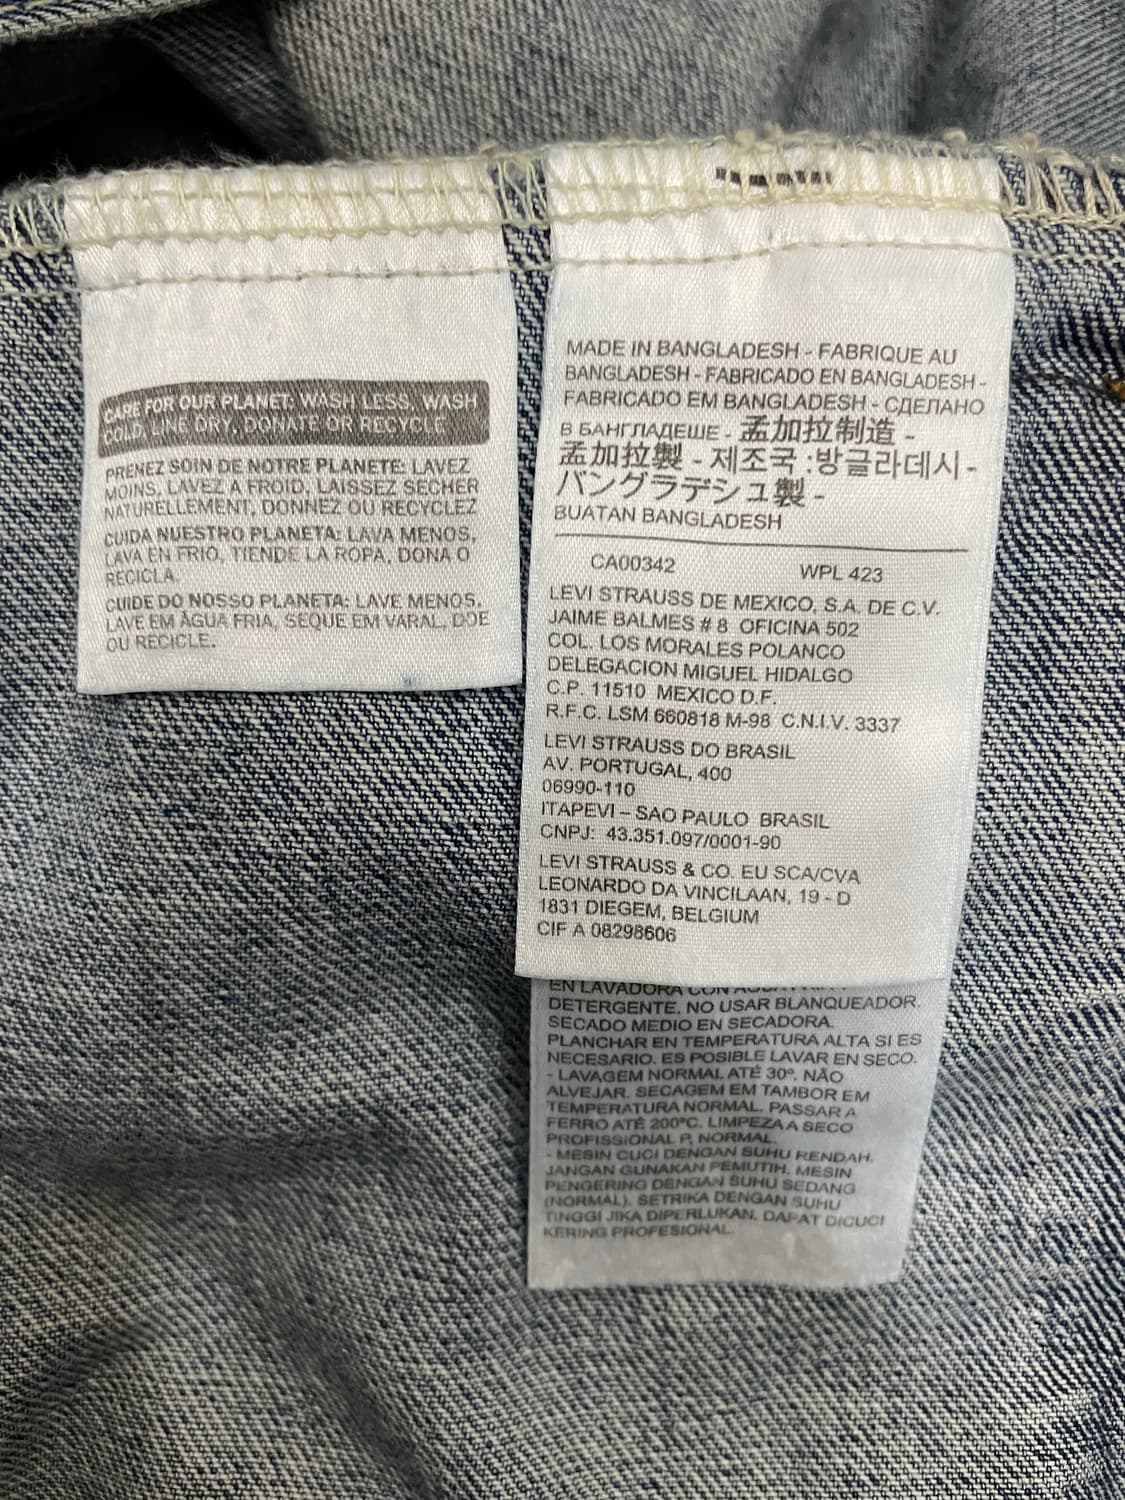 CARE FOR OUR PLANET: WASH LESS, WASH
COLD, LINE DRY, DONATE OR RECYCLE
PRENEZ SOIN DE NOTRE PLANETE: LAVEZ
MOINS, LAVEZ A FROID, LAISSEZ SECHER
NATURELLEMENT, DONNEZ OU RECYCLEZ
CUIDA NUESTRO PLANETA: LAVA MENOS,
LAVA EN FRIO, TIENDE LA ROPA, DONA O
RECICLA.
CUIDE DO NOSSO PLANETA: LAVE MENOS,
LAVE EM ÁGUA FRIA, SEQUE EM VARAL, DOE
OU RECICLE.
MADE IN BANGLADESH - FABRIQUE AU
BANGLADESH - FABRICADO EN BANGLADESH -
FABRICADO EM BANGLADESH - СДЕЛАНО
В БАНГЛАДЕШЕ - 孟加拉制造 -
孟加拉製 - 제조국 :방글라데시 -
バングラデシュ製 -
BUATAN BANGLADESH
CA00342 WPL 423
LEVI STRAUSS DE MEXICO, S.A. DE C.V.
JAIME BALMES # 8 OFICINA 502
COL. LOS MORALES POLANCO
DELEGACION MIGUEL HIDALGO
C.P. 11510 MEXICO D.F.
R.F.C. LSM 660818 M-98 C.N.I.V. 3337
LEVI STRAUSS DO BRASIL
AV. PORTUGAL, 400
06990-110
ITAPEVI – SAO PAULO BRASIL
CNPJ: 43.351.097/0001-90
LEVI STRAUSS & CO. EU SCA/CVA
LEONARDO DA VINCILAAN, 19 - D
1831 DIEGEM, BELGIUM
CIF A 08298606
EN LAVADORA CON
DETERGENTE. NO USAR BLANQUEADOR.
SECADO MEDIO EN SECADORA.
PLANCHAR EN TEMPERATURA ALTA SI ES
NECESARIO. ES POSIBLE LAVAR EN SECO.
- LAVAGEM NORMAL ATÉ 30º. NÃO
ALVEJAR. SECAGEM EM TAMBOR EM
TEMPERATURA NORMAL. PASSAR A
FERRO ATÉ 200ºC. LIMPEZA A SECO
PROFISSIONAL P, NORMAL.
- MESIN CUCI DENGAN SUHU RENDAH.
JANGAN GUNAKAN PEMUTIH. MESIN
PENGERING DENGAN SUHU SEDANG
(NORMAL). SETRIKA DENGAN SUHU
TINGGI JIKA DIPERLUKAN. DAPAT DICUCI
KERING PROFESIONAL.